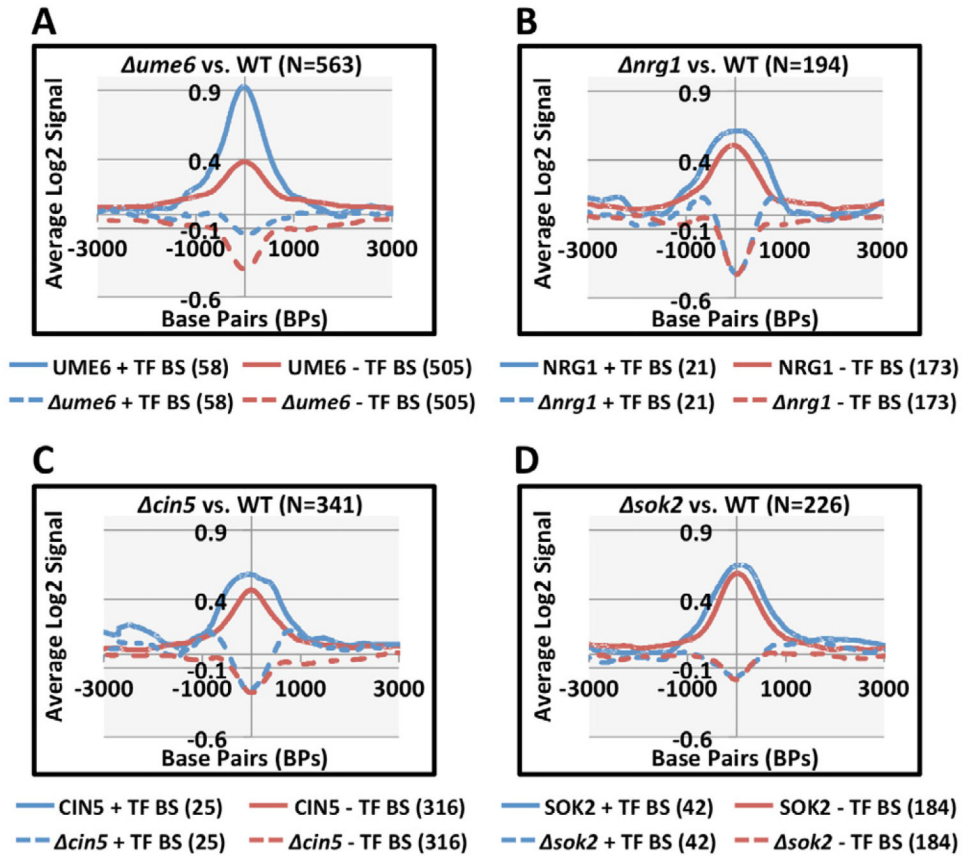 A
Δume6 vs. WT (N=563)
Average Log2 Signal
0.9
0.4
-0.1
-3000 -1000 1000 3000
-0.6
Base Pairs (BPs)
UME6 + TF BS (58) UME6 - TF BS (505)
Δume6 + TF BS (58) Δume6 - TF BS (505)
B
Δnrg1 vs. WT (N=194)
Average Log2 Signal
0.9
0.4
-0.1
-3000 -1000 1000 3000
-0.6
Base Pairs (BPs)
NRG1 + TF BS (21) NRG1 - TF BS (173)
Δnrg1 + TF BS (21) Δnrg1 - TF BS (173)
C
Δcin5 vs. WT (N=341)
Average Log2 Signal
0.9
0.4
-0.1
-3000 -1000 1000 3000
-0.6
Base Pairs (BPs)
CIN5 + TF BS (25) CIN5 - TF BS (316)
Δcin5 + TF BS (25) Δcin5 - TF BS (316)
D
Δsok2 vs. WT (N=226)
Average Log2 Signal
0.9
0.4
-0.1
-3000 -1000 1000 3000
-0.6
Base Pairs (BPs)
SOK2 + TF BS (42) SOK2 - TF BS (184)
Δsok2 + TF BS (42) Δsok2 - TF BS (184)